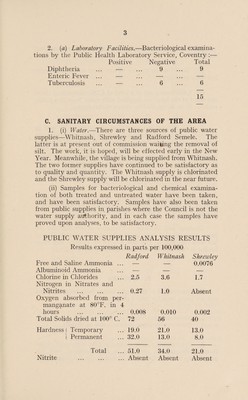 3
2. (a) Laboratory Facilities.—Bacteriological examina-
tions by the Public Health Laboratory Service, Coventry :—
Positive Negative Total
Diphtheria ... — ... 9 ... 9
Enteric Fever ... — — —
Tuberculosis ... — ... 6 ... 6
—
15
—
C. SANITARY CIRCUMSTANCES OF THE AREA
1. (i) Water.—There are three sources of public water
supplies—Whitnash, Shrewley and Radford Semele. The
latter is at present out of commission waiting the removal of
silt. The work, it is hoped, will be effected early in the New
Year. Meanwhile, the village is being supplied from Whitnash.
The two former supplies have continued to be satisfactory as
to quality and quantity. The Whitnash supply is chlorinated
and the Shrewley supply will be chlorinated in the near future.
(ii) Samples for bacteriological and chemical examina-
tion of both treated and untreated water have been taken,
and have been satisfactory. Samples have also been taken
from public supplies in parishes where the Council is not the
water supply authority, and in each case the samples have
proved upon analyses, to be satisfactory.
PUBLIC WATER SUPPLIES ANALYSIS RESULTS
Results expressed in parts per 100,000
Radford Whitnash Shrewley
Free and Saline Ammonia ... — — 0.0076
Albuminoid Ammonia — — —
Chlorine in Chlorides ... 2.5 3.6 1.7
Nitrogen in Nitrates and
Nitrites ... ... ... 0.27 1.0 Absent
Oxygen absorbed from per-
manganate at 80°F. in 4
hours ... ... ... 0.008 0.010 0.002
Total Solids dried at 100° C. 72 56 40
Hardness { Temporary ... 19.0 21.0 13.0
{ Permanent ... 32.0 13.0 8.0
Total ... 51.0 34.0 21.0
Nitrite ... ... ... Absent Absent Absent